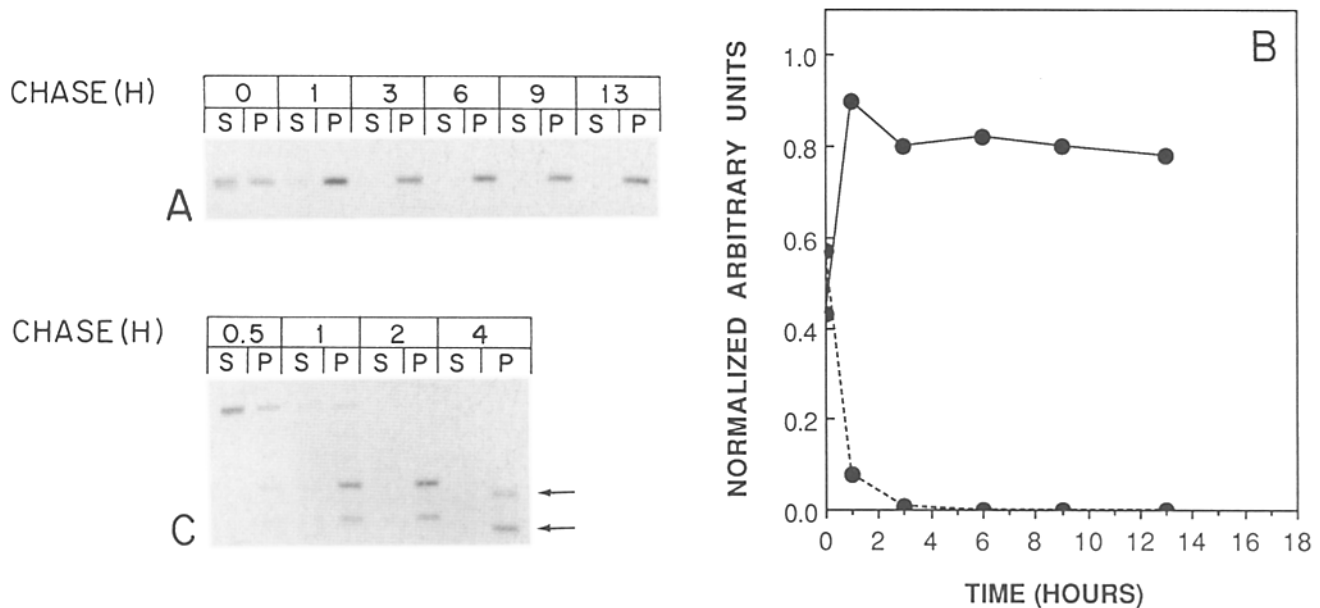 CHASE (H)
0 1 3 6 9 13
S P S P S P S P S P S P
A
CHASE (H)
0.5 1 2 4
S P S P S P S P
C
B
NORMALIZED ARBITRARY UNITS
1.0
0.8
0.6
0.4
0.2
0.0
0 2 4 6 8 10 12 14 16 18
TIME (HOURS)